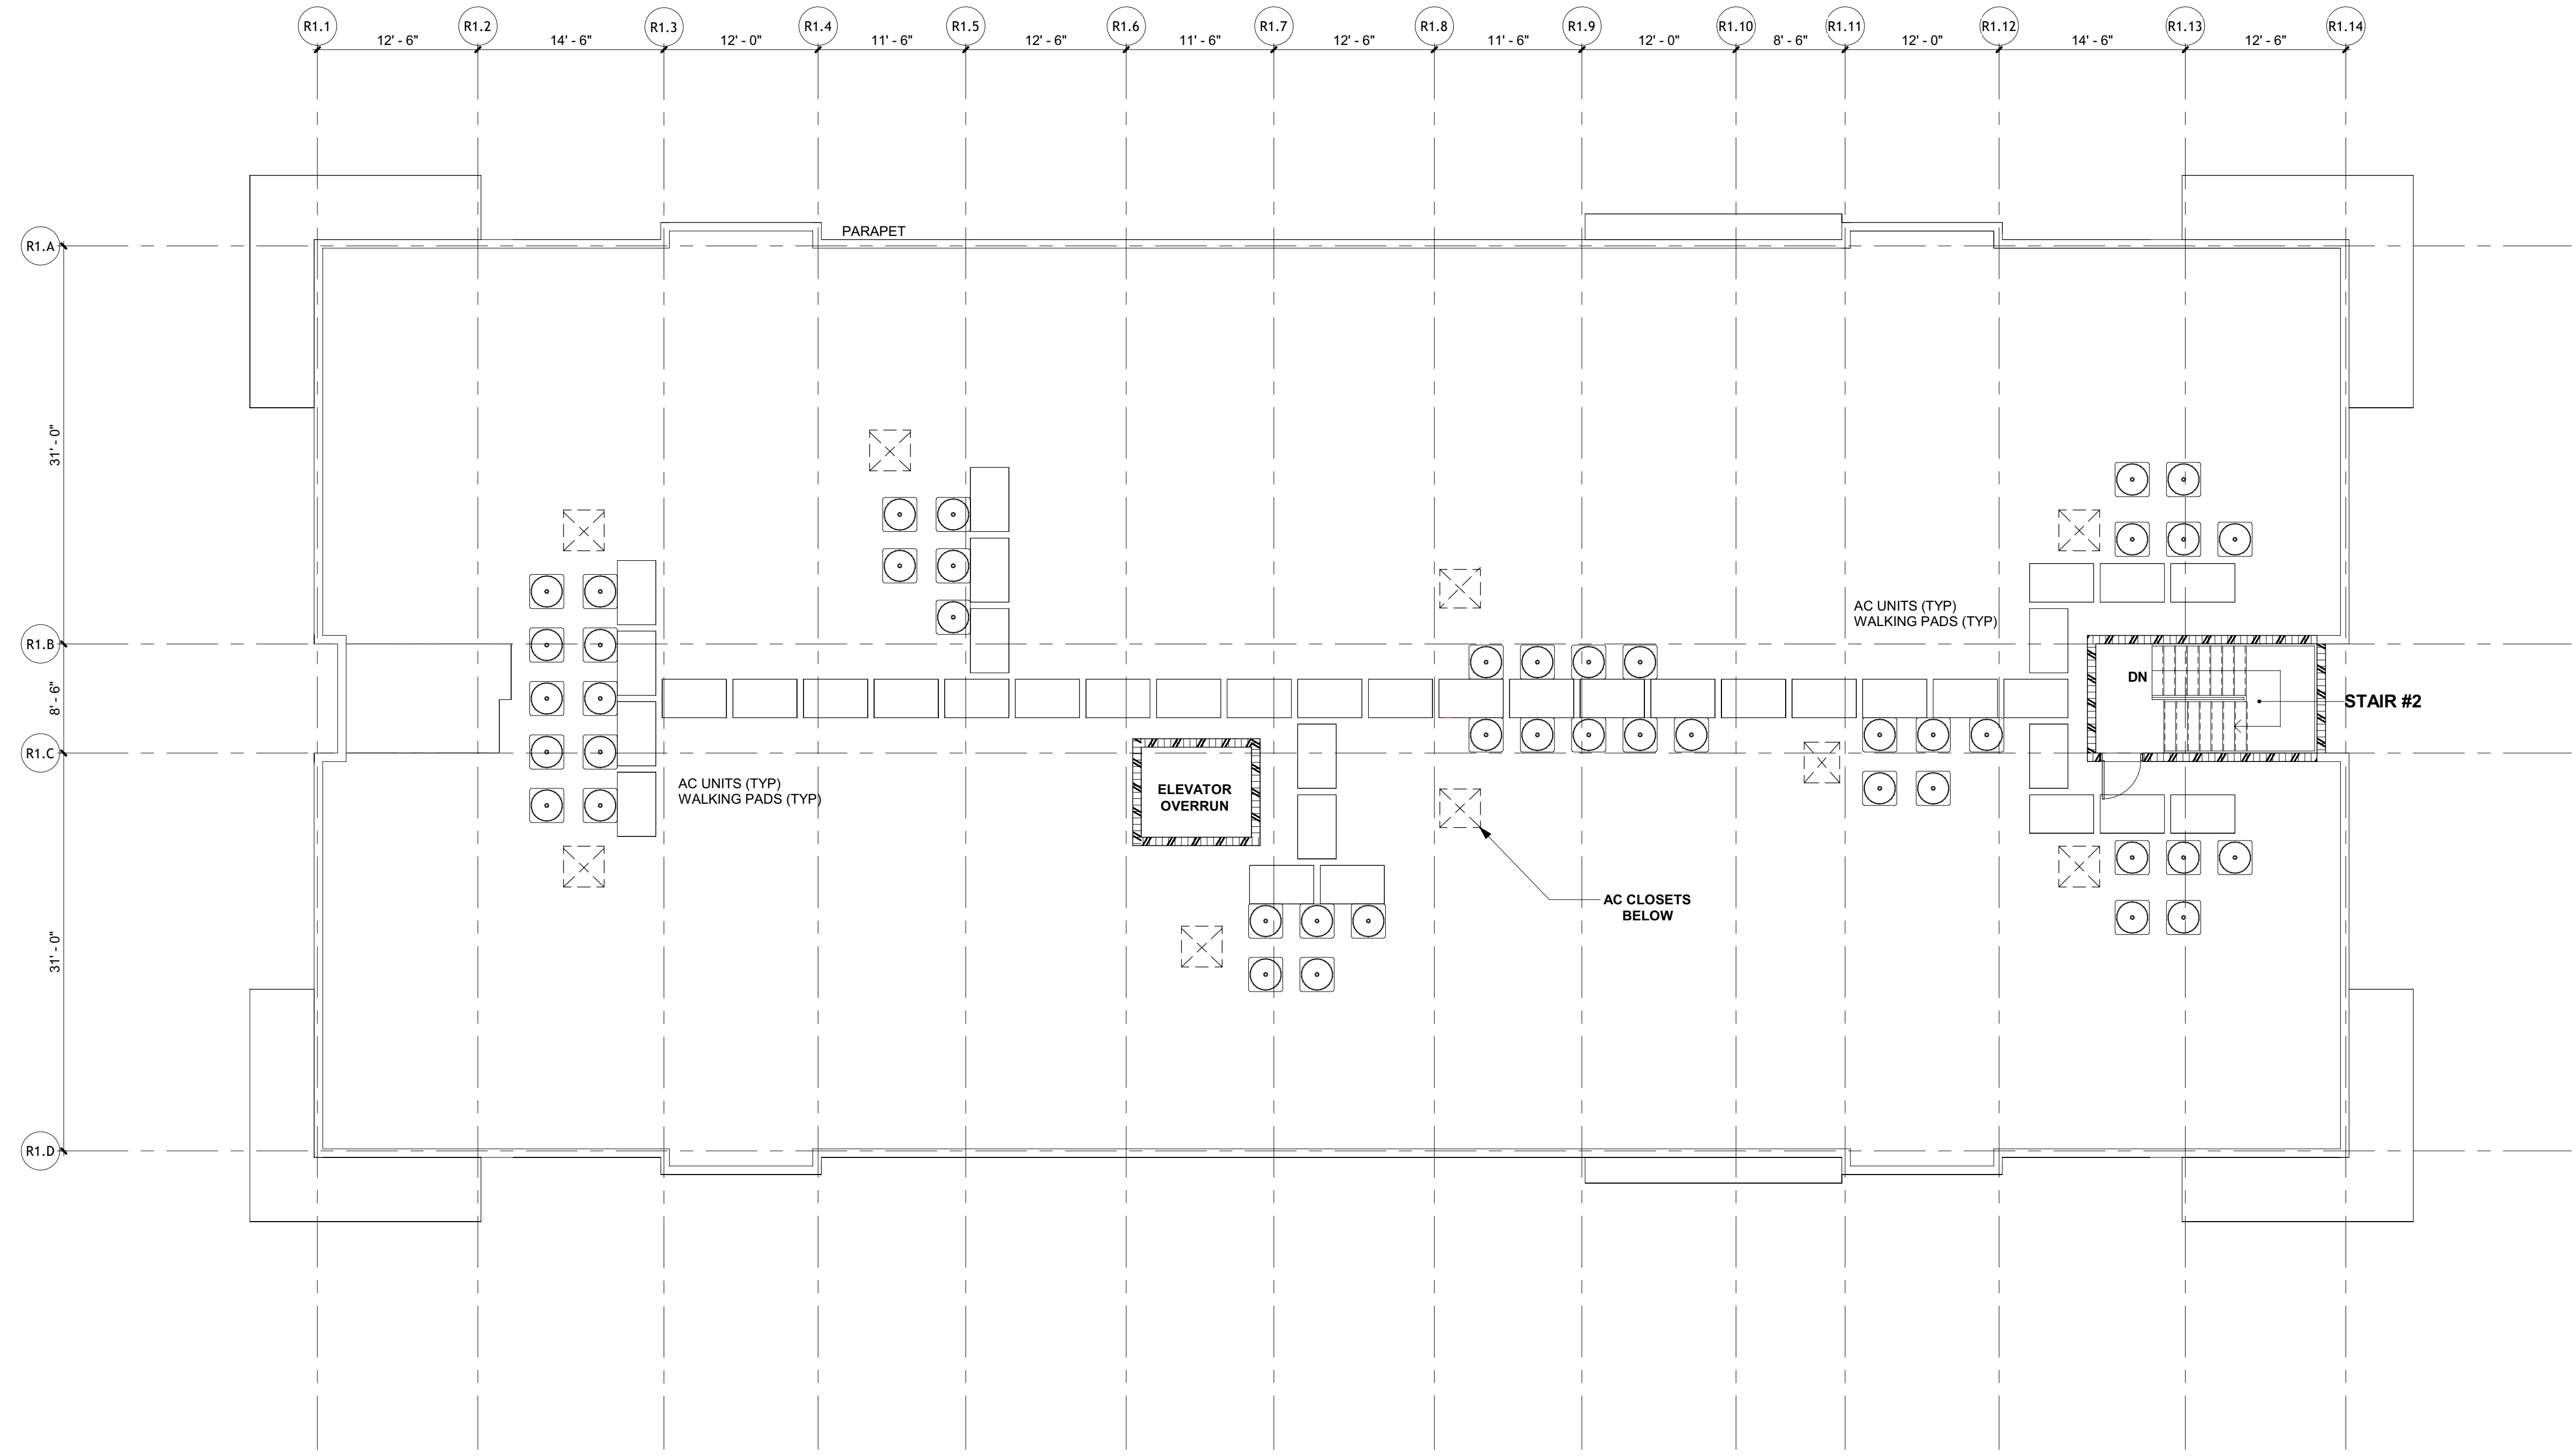 R1.1 R1.2 R1.3 R1.4 R1.5 R1.6 R1.7 R1.8 R1.9 R1.10 R1.11 R1.12 R1.13 R1.14
12' - 6" 14' - 6" 12' - 0" 11' - 6" 12' - 6" 11' - 6" 12' - 6" 11' - 6" 12' - 0" 8' - 6" 12' - 0" 14' - 6" 12' - 6"
PARAPET
R1.A
31' - 0"
AC UNITS (TYP)
WALKING PADS (TYP)
R1.B
DN
8' - 6"
STAIR #2
R1.C
AC UNITS (TYP)
WALKING PADS (TYP)
ELEVATOR
OVERRUN
AC CLOSETS
BELOW
31' - 0"
R1.D